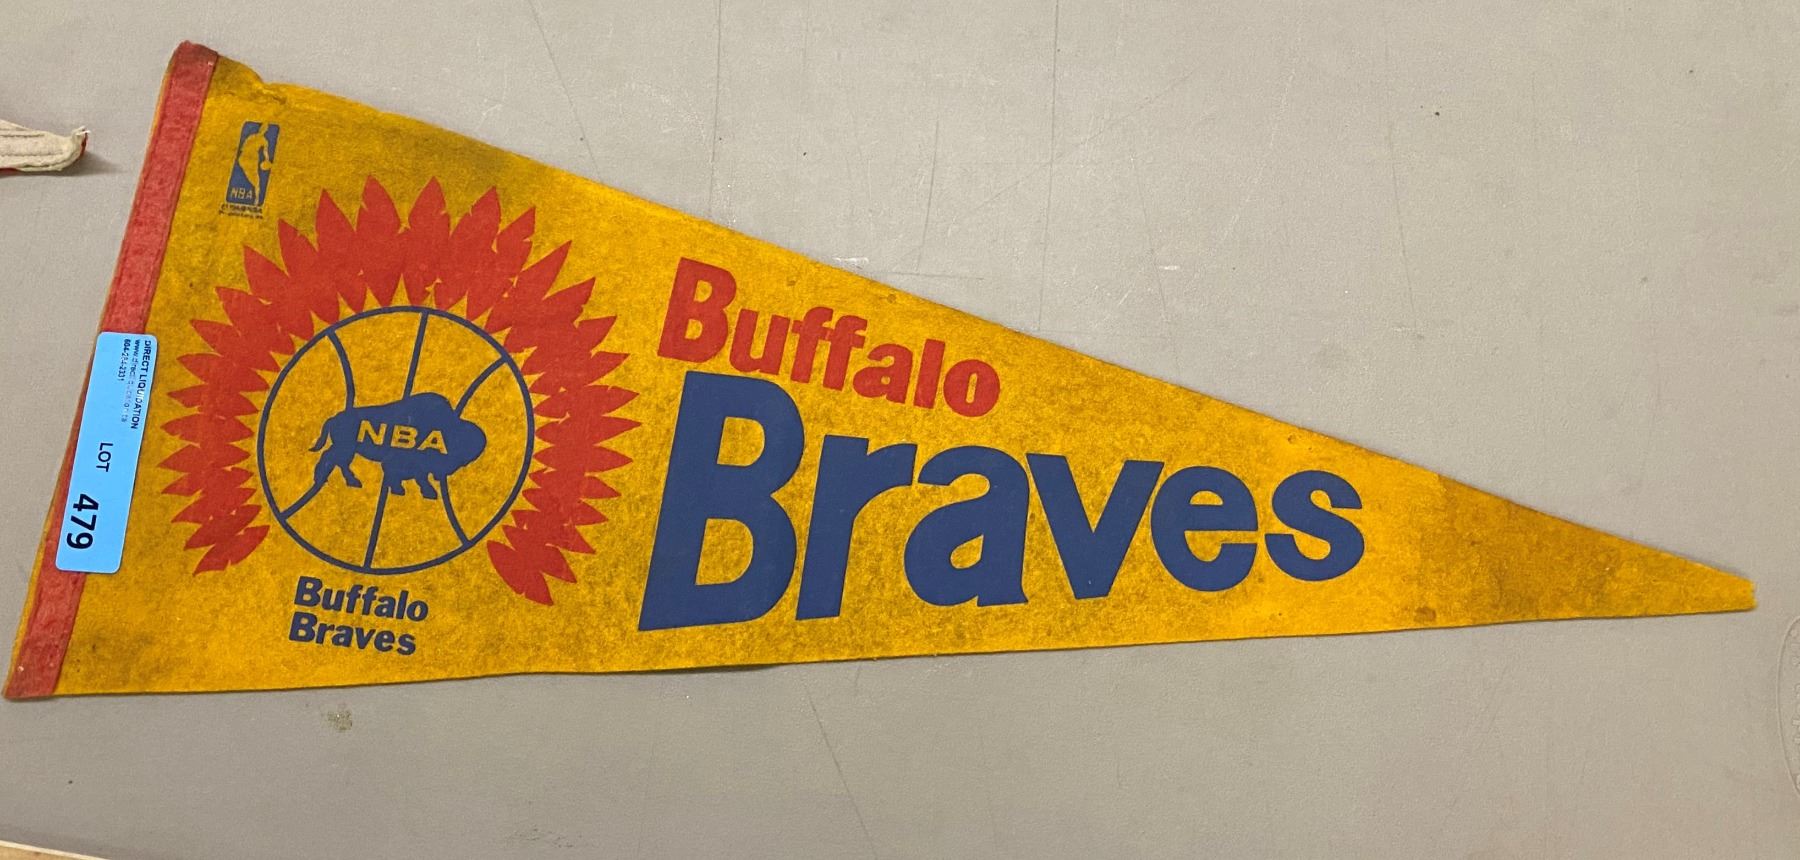 NBA
Buffalo
Braves
NBA
Buffalo
Braves
DIRECT LIQUIDATION
LOT 479